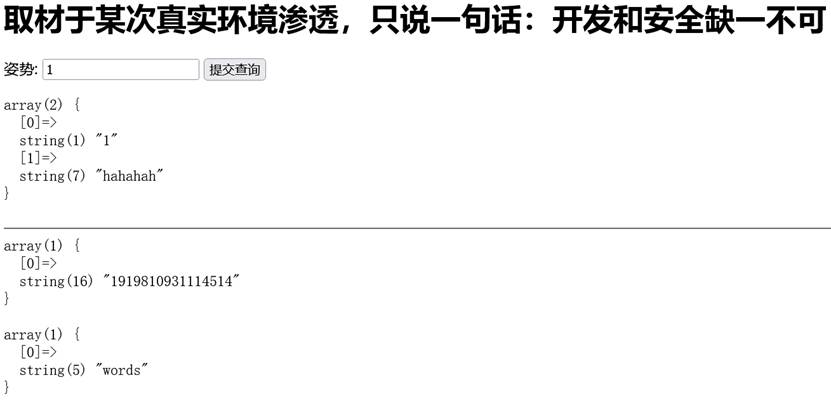 取材于某次真实环境渗透，只说一句话：开发和安全缺一不可
姿势: 1 提交查询
array(2) {
  [0]=>
  string(1) "1"
  [1]=>
  string(7) "hahahah"
}
array(1) {
  [0]=>
  string(16) "1919810931114514"
}
array(1) {
  [0]=>
  string(5) "words"
}